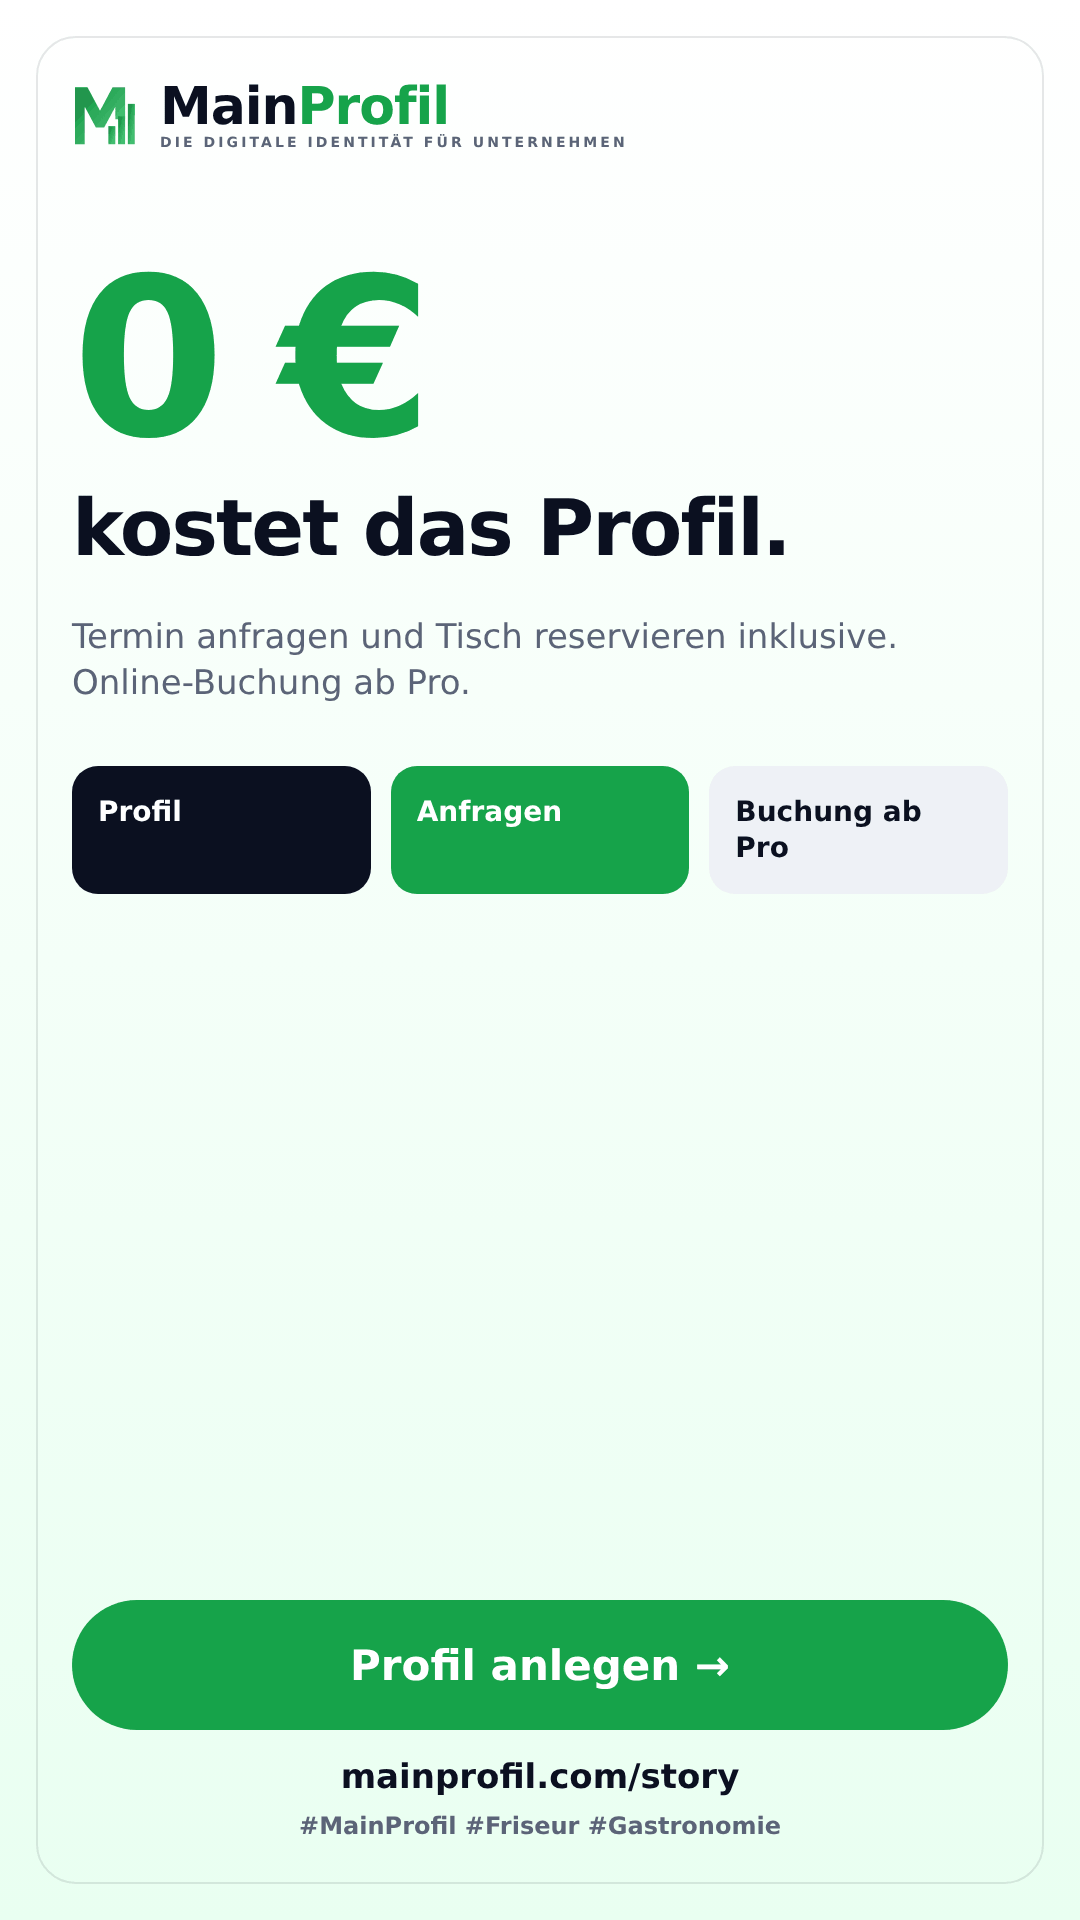 MainProfil
DIE DIGITALE IDENTITÄT FÜR UNTERNEHMEN
0 €
kostet das Profil.
Termin anfragen und Tisch reservieren inklusive.
Online-Buchung ab Pro.
Profil
Anfragen
Buchung ab
Pro
Profil anlegen →
mainprofil.com/story
#MainProfil #Friseur #Gastronomie